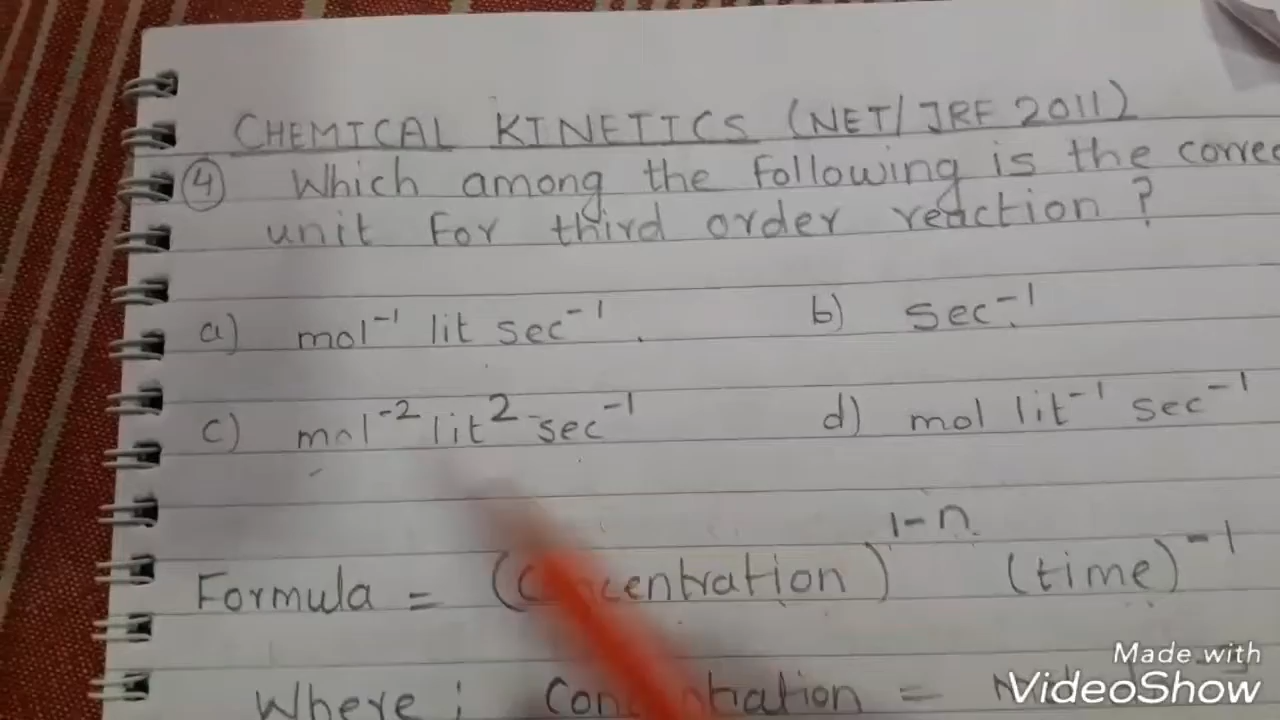 CHEMICAL KINETICS (NET/JRF 2011)
④ Which among the following is the correc
unit for third order reaction ?
a) mol⁻¹ lit sec⁻¹.
b) sec⁻¹
c) mol⁻² lit² sec⁻¹
d) mol lit⁻¹ sec⁻¹
Formula = (Concentration)¹⁻ⁿ (time)⁻¹
Where ; Concentration =
Made with
VideoShow